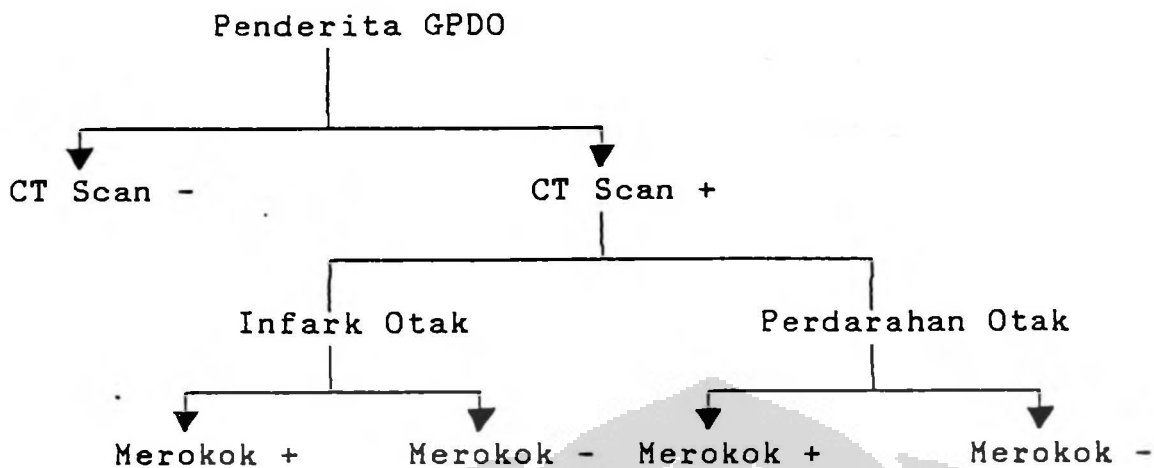 Penderita GPDO
CT Scan - CT Scan +
Infark Otak Perdarahan Otak
Merokok + Merokok - Merokok + Merokok -